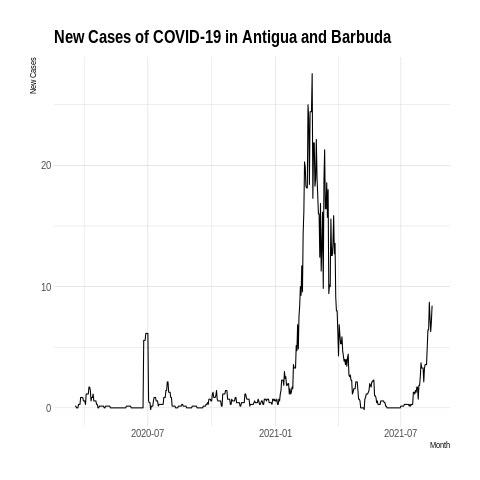 New Cases of COVID-19 in Antigua and Barbuda
New Cases
20
10
0
2020-07 2021-01 2021-07
Month